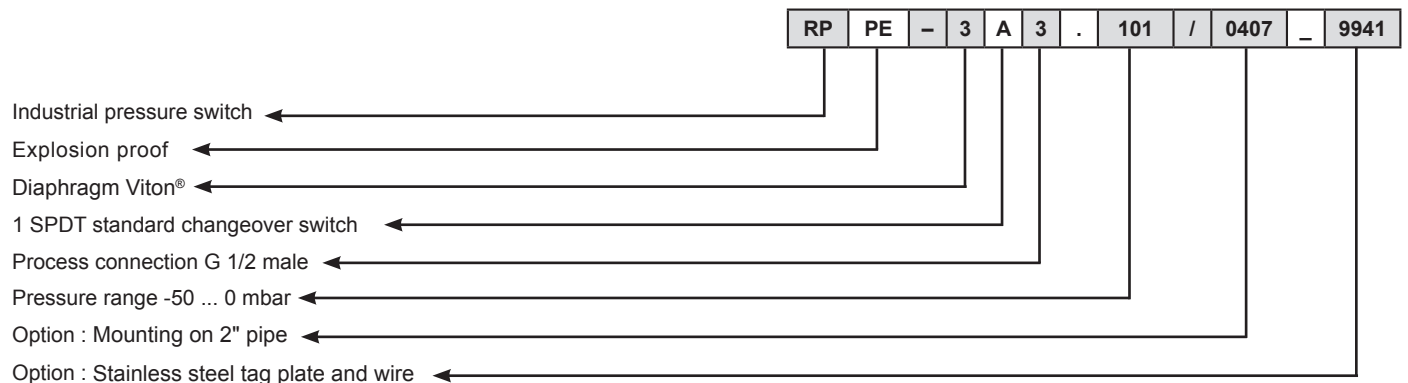 RP PE – 3 A 3 . 101 / 0407 _ 9941
Industrial pressure switch
Explosion proof
Diaphragm Viton®
1 SPDT standard changeover switch
Process connection G 1/2 male
Pressure range -50 ... 0 mbar
Option : Mounting on 2" pipe
Option : Stainless steel tag plate and wire